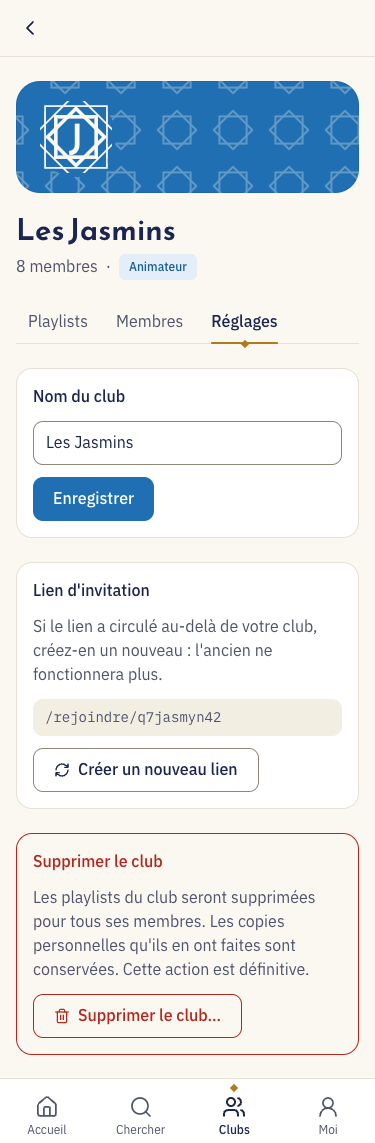 J
Les Jasmins
8 membres · Animateur
Playlists Membres Réglages
Nom du club
Les Jasmins
Enregistrer
Lien d'invitation
Si le lien a circulé au-delà de votre club,
créez-en un nouveau : l'ancien ne
fonctionnera plus.
/rejoindre/q7jasmyn42
Créer un nouveau lien
Supprimer le club
Les playlists du club seront supprimées
pour tous ses membres. Les copies
personnelles qu'ils en ont faites sont
conservées. Cette action est définitive.
Supprimer le club...
Accueil Chercher Clubs Moi